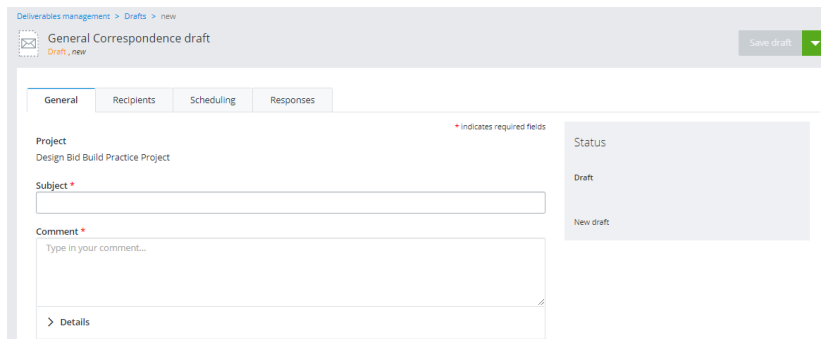 Deliverables management > Drafts > new
General Correspondence draft
Draft , new
Save draft
General Recipients Scheduling Responses
* indicates required fields
Project
Design Bid Build Practice Project
Subject *
Comment *
Type in your comment...
Details
Status
Draft
New draft